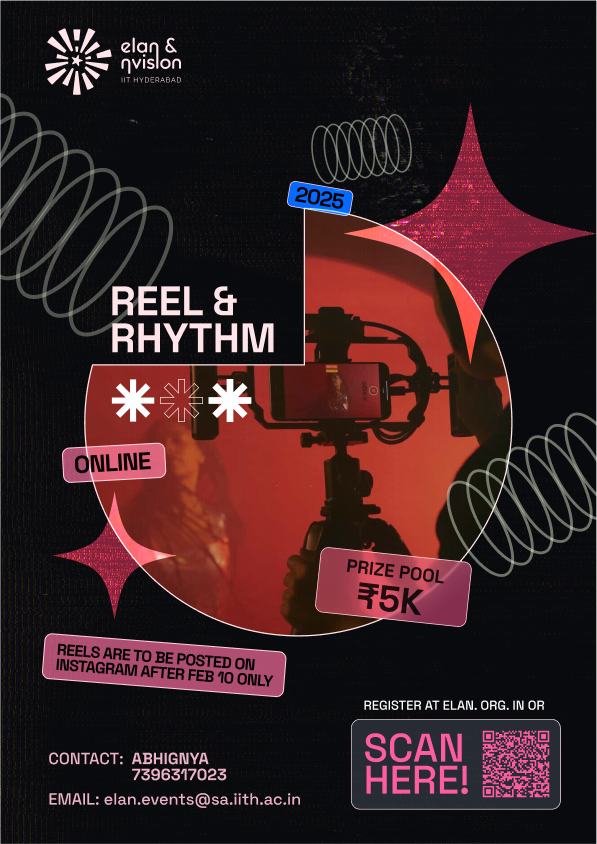 elan &
ηvision
IIT HYDERABAD
2025
REEL &
RHYTHM
ONLINE
PRIZE POOL
₹5K
REELS ARE TO BE POSTED ON
INSTAGRAM AFTER FEB 10 ONLY
REGISTER AT ELAN. ORG. IN OR
SCAN
HERE!
CONTACT: ABHIGNYA
7396317023
EMAIL: elan.events@sa.iith.ac.in